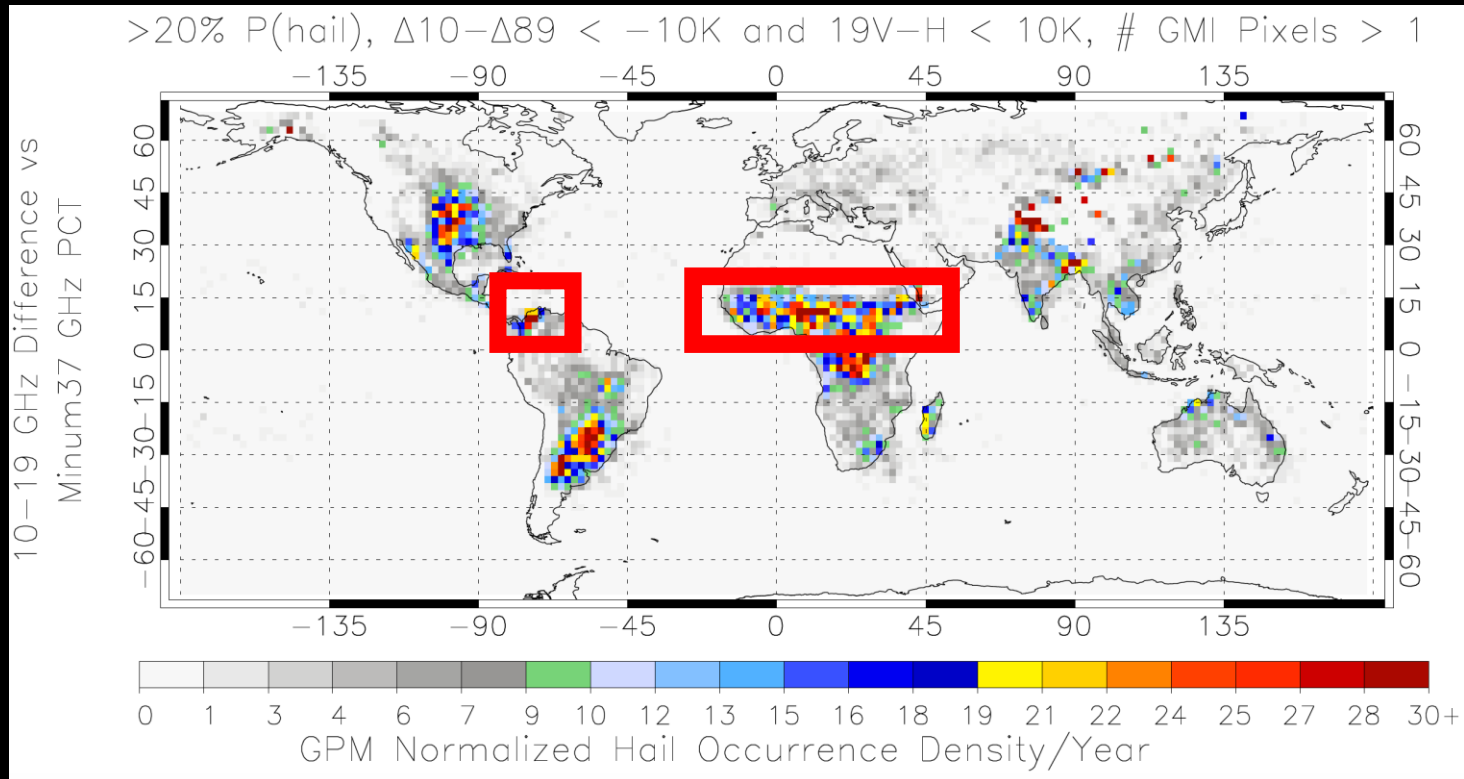 >20% P(hail), Δ10−Δ89 < −10K and 19V−H < 10K, # GMI Pixels > 1
−135 −90 −45 0 45 90 135
10−19 GHz Difference vs
Minum37 GHz PCT
60 60
45 45
30 30
15 15
0 0
−15 −15
−30 −30
−45 −45
−60 −60
−135 −90 −45 0 45 90 135
0 1 3 4 6 7 9 10 12 13 15 16 18 19 21 22 24 25 27 28 30+
GPM Normalized Hail Occurrence Density/Year